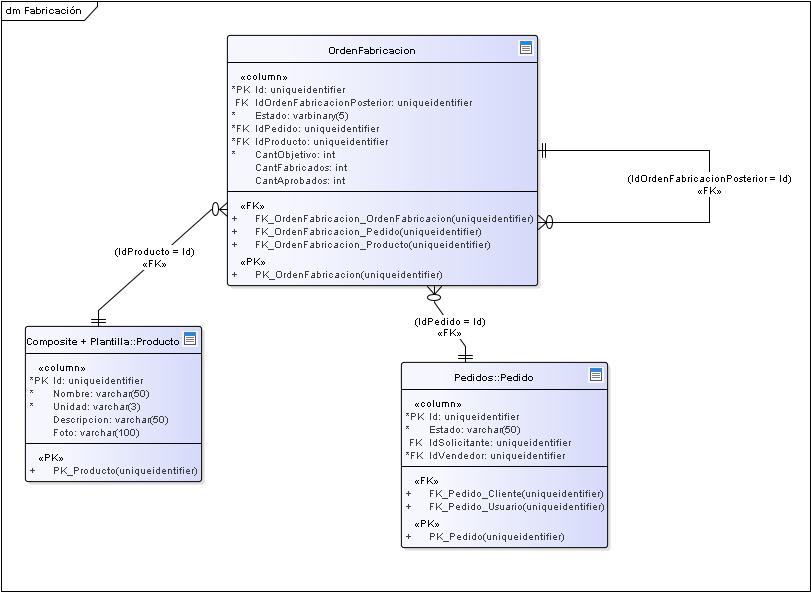 dm Fabricación
OrdenFabricacion
«column»
*PK Id: uniqueidentifier
FK IdOrdenFabricacionPosterior: uniqueidentifier
* Estado: varbinary(5)
*FK IdPedido: uniqueidentifier
*FK IdProducto: uniqueidentifier
* CantObjetivo: int
CantFabricados: int
CantAprobados: int
«FK»
+ FK_OrdenFabricacion_OrdenFabricacion(uniqueidentifier)
+ FK_OrdenFabricacion_Pedido(uniqueidentifier)
+ FK_OrdenFabricacion_Producto(uniqueidentifier)
«PK»
+ PK_OrdenFabricacion(uniqueidentifier)
(IdOrdenFabricacionPosterior = Id)
«FK»
(IdProducto = Id)
«FK»
(IdPedido = Id)
«FK»
Composite + Plantilla::Producto
«column»
*PK Id: uniqueidentifier
* Nombre: varchar(50)
* Unidad: varchar(3)
Descripcion: varchar(50)
Foto: varchar(100)
«PK»
+ PK_Producto(uniqueidentifier)
Pedidos::Pedido
«column»
*PK Id: uniqueidentifier
* Estado: varchar(50)
FK IdSolicitante: uniqueidentifier
*FK IdVendedor: uniqueidentifier
«FK»
+ FK_Pedido_Cliente(uniqueidentifier)
+ FK_Pedido_Usuario(uniqueidentifier)
«PK»
+ PK_Pedido(uniqueidentifier)